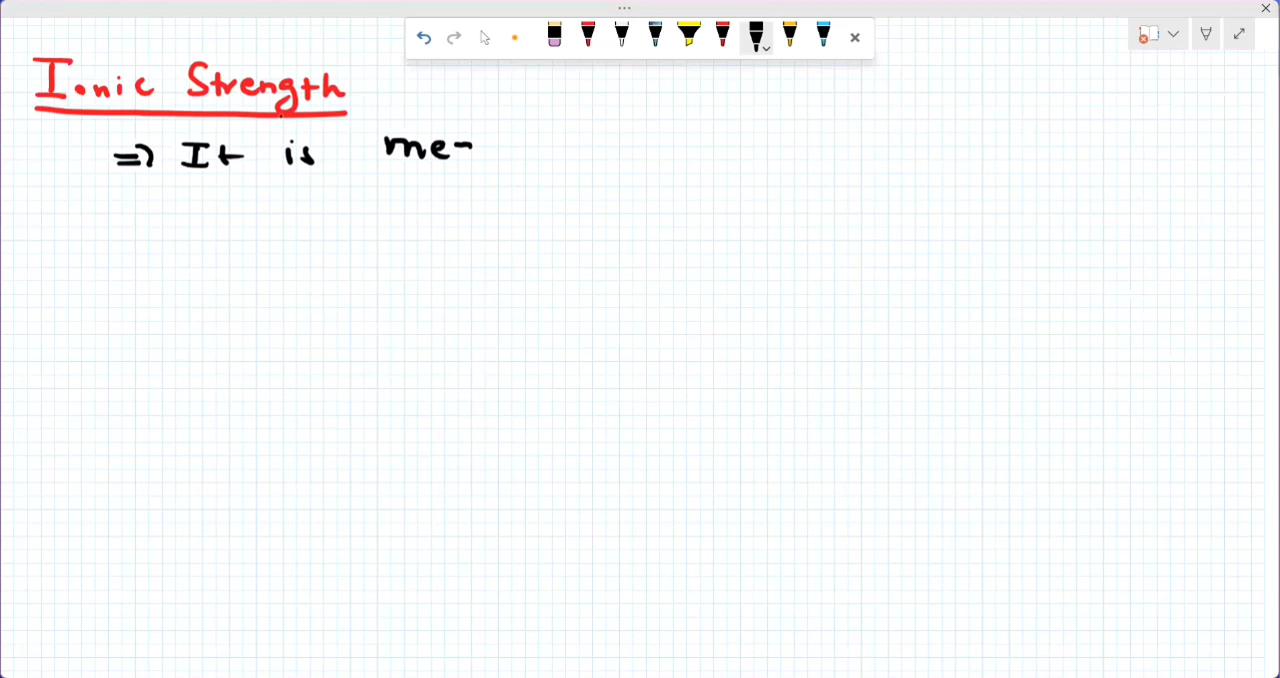 Ionic Strength
⇒ It is me